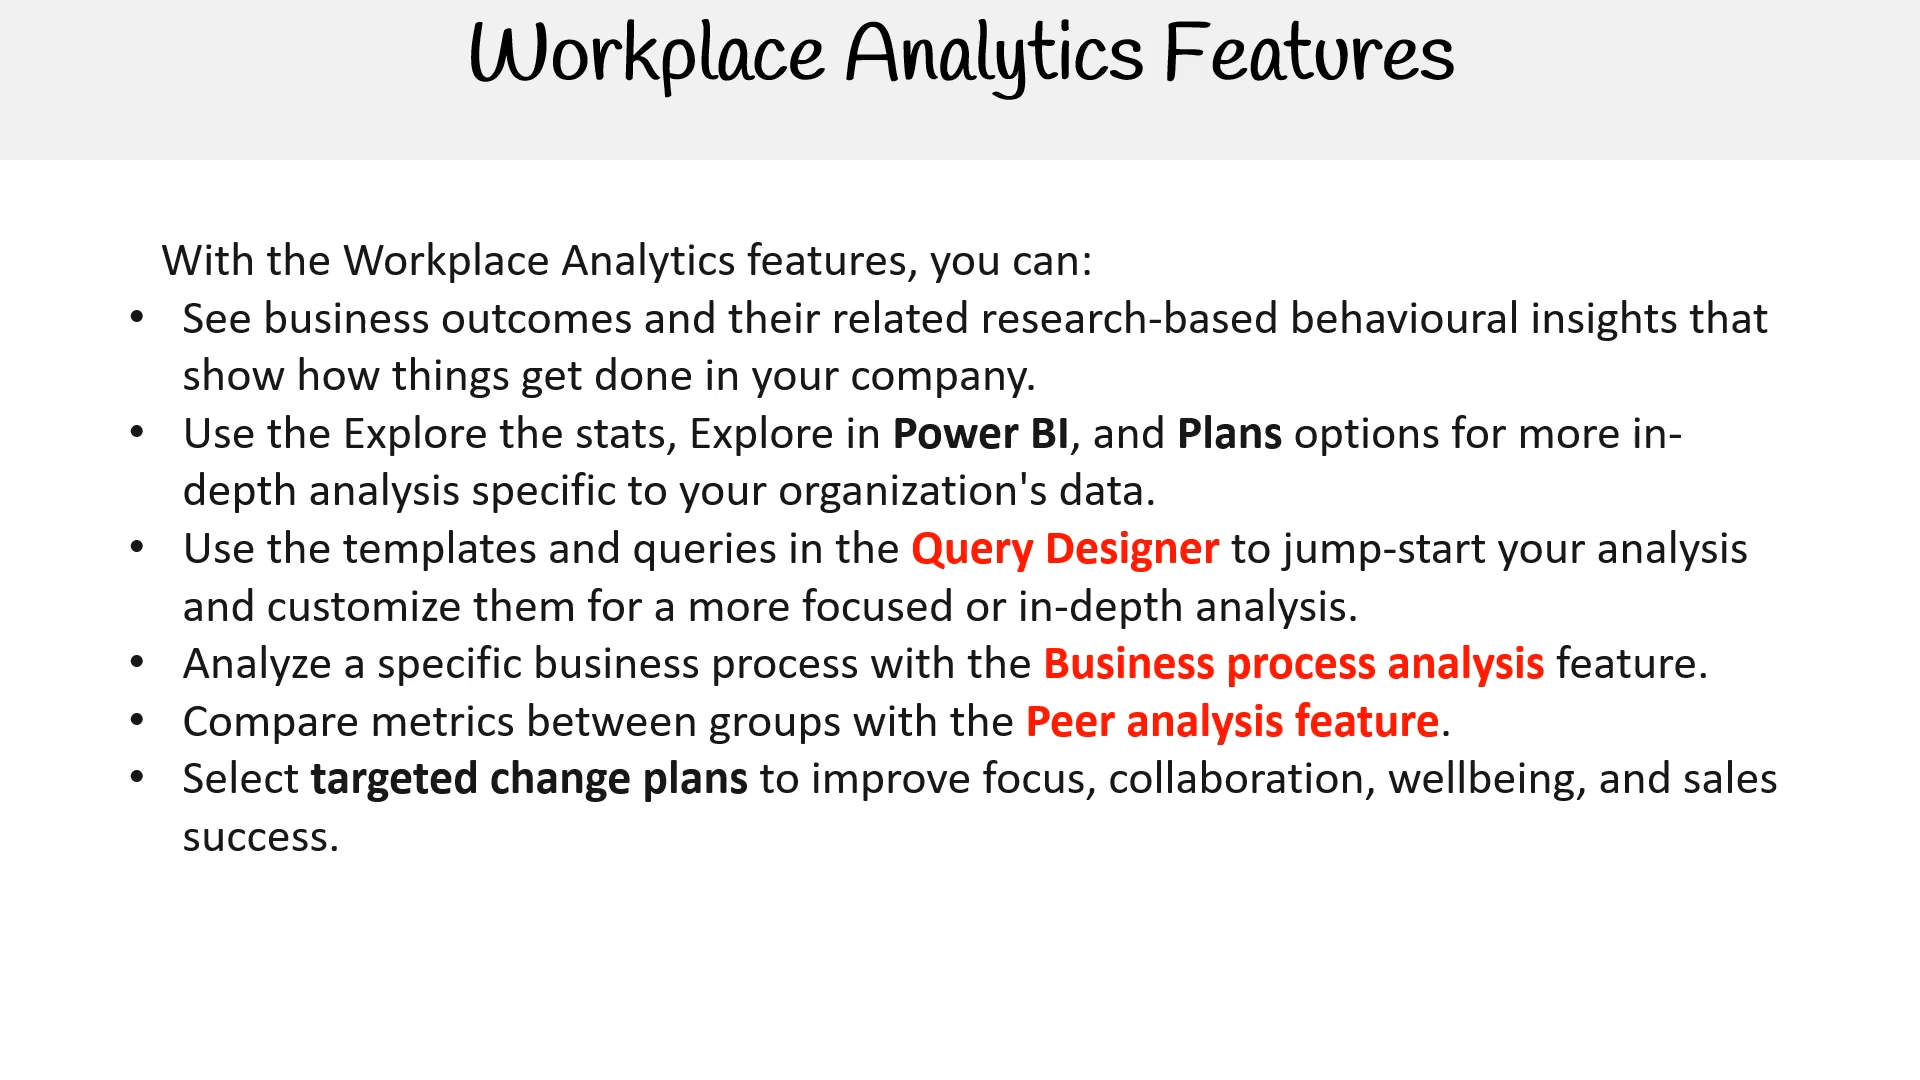 Workplace Analytics Features
With the Workplace Analytics features, you can:
• See business outcomes and their related research-based behavioural insights that
show how things get done in your company.
• Use the Explore the stats, Explore in Power BI, and Plans options for more in-
depth analysis specific to your organization's data.
• Use the templates and queries in the Query Designer to jump-start your analysis
and customize them for a more focused or in-depth analysis.
• Analyze a specific business process with the Business process analysis feature.
• Compare metrics between groups with the Peer analysis feature.
• Select targeted change plans to improve focus, collaboration, wellbeing, and sales
success.